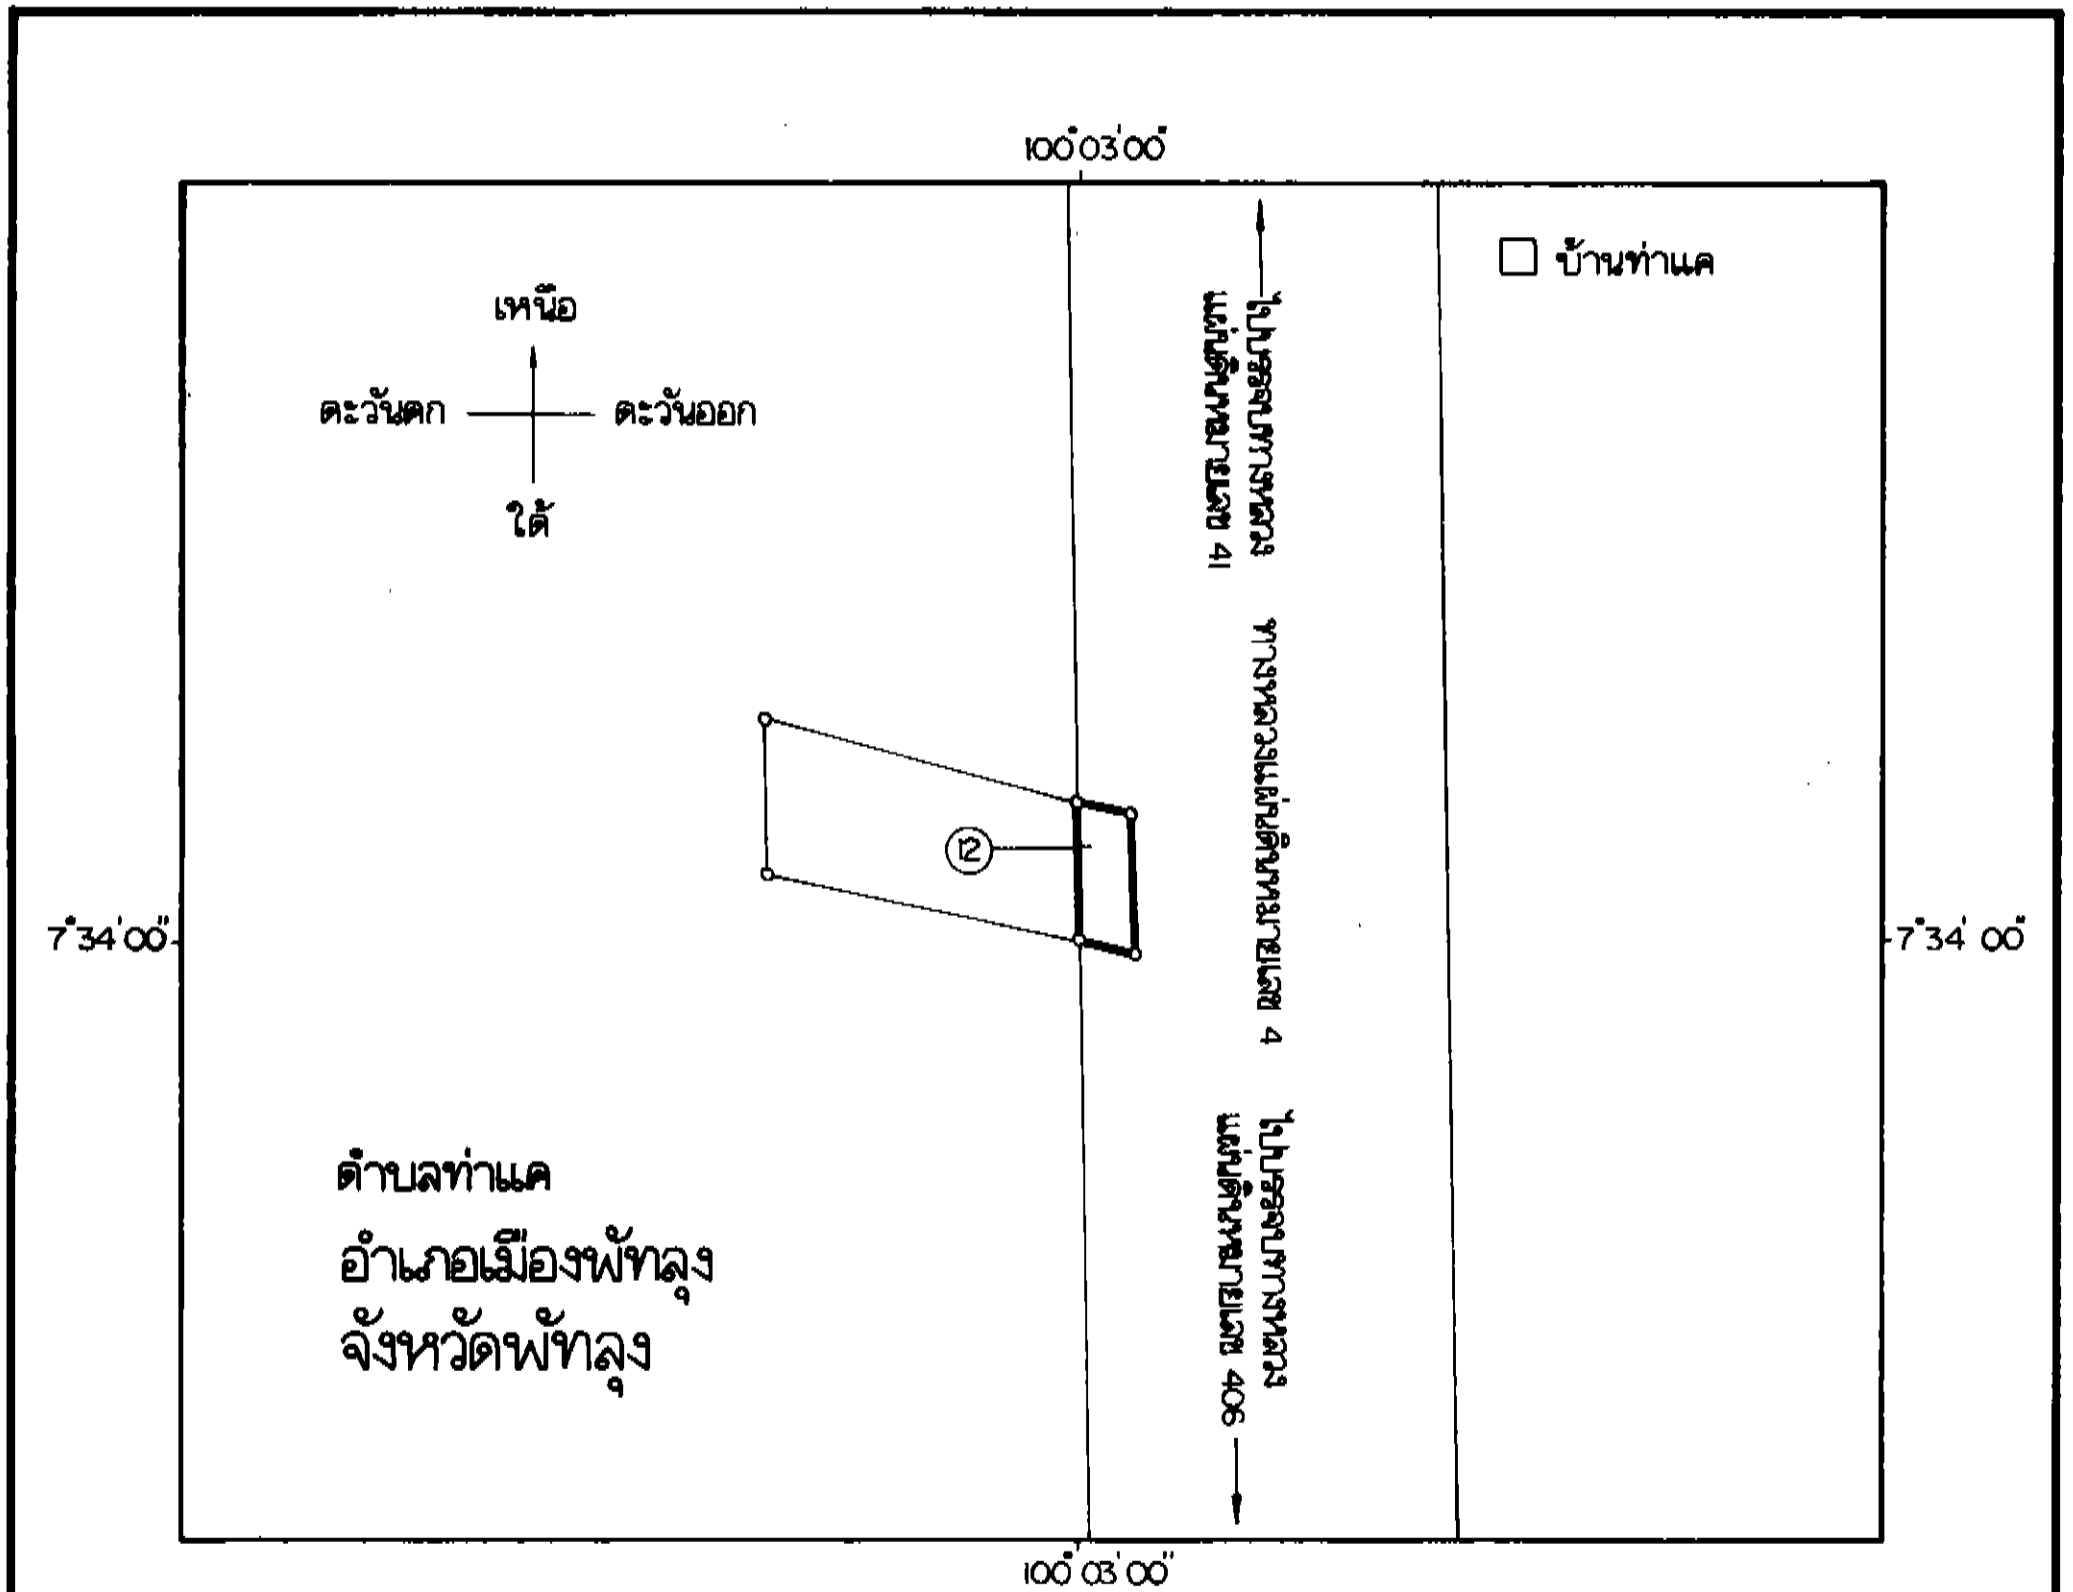 100°03'00"
บ้านท่าแค
เหนือ
ตะวันตก
ตะวันออก
ใต้
ไปบรรจบทางหลวง
แผ่นดินหมายเลข 41
ทางหลวงแผ่นดินหมายเลข 4
12
7°34'00"
7°34'00"
ไปบรรจบทางหลวง
แผ่นดินหมายเลข 406
ตำบลท่าแค
อำเภอเมืองพัทลุง
จังหวัดพัทลุง
100°03'00"